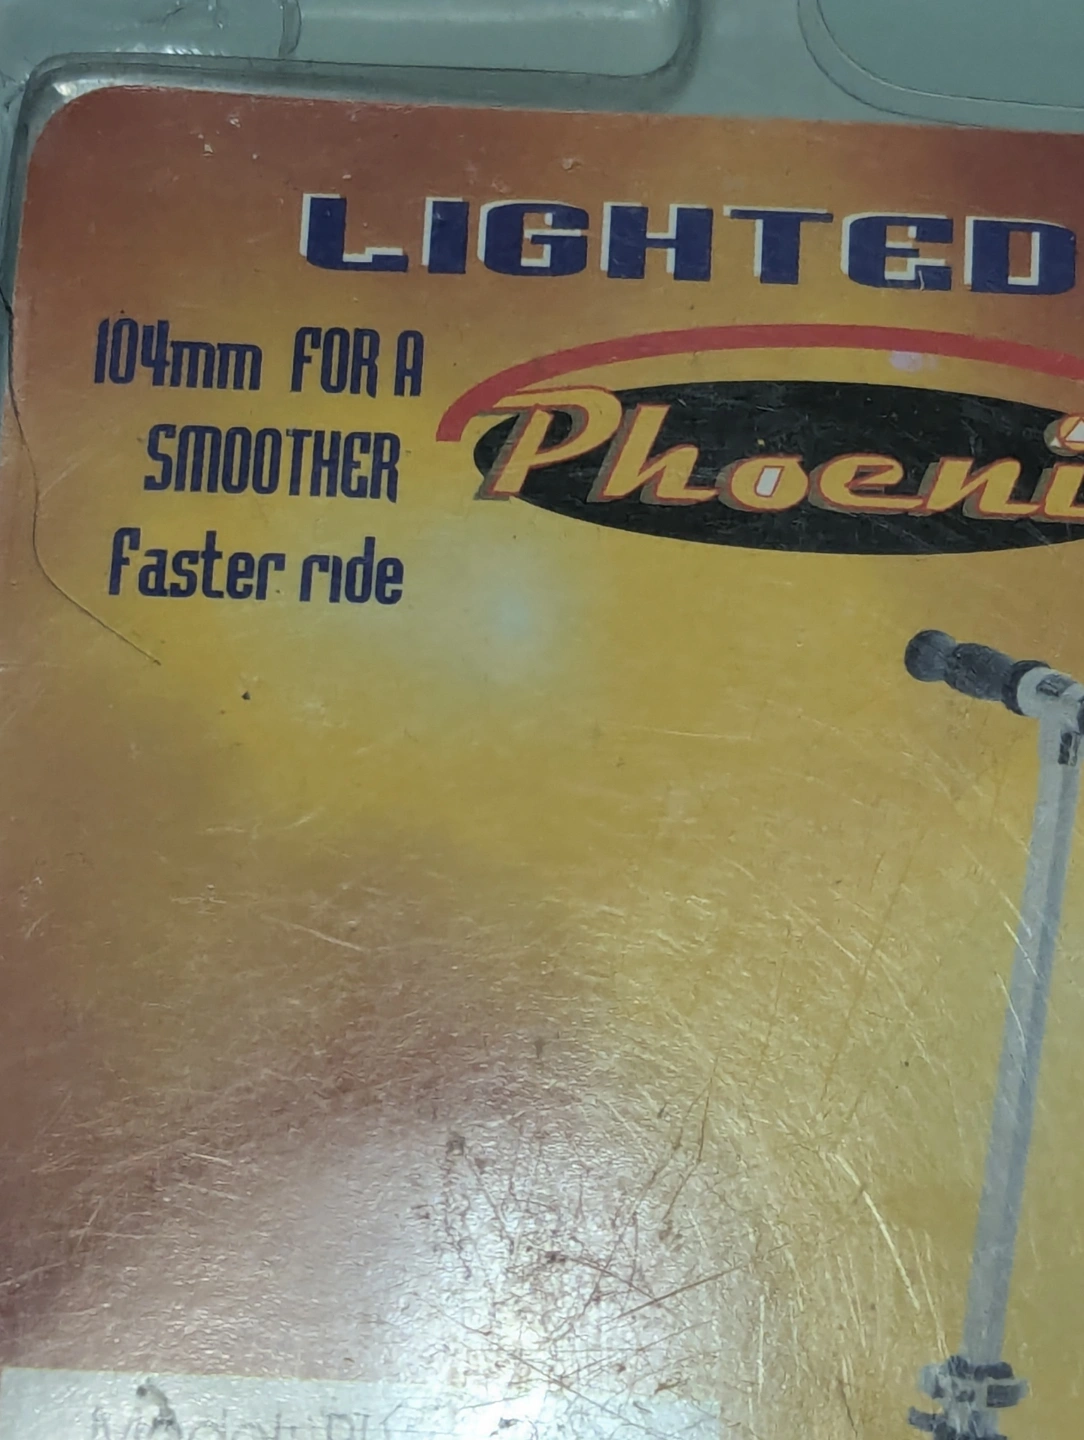 LIGHTED
104mm FOR A
SMOOTHER
Faster ride
Phoeni